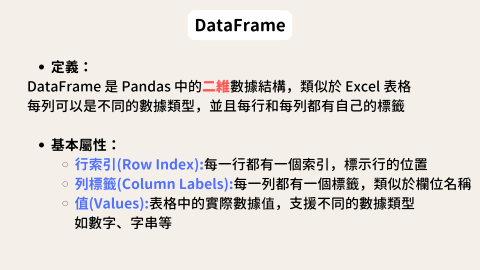 DataFrame
• 定義：
DataFrame 是 Pandas 中的二維數據結構，類似於 Excel 表格
每列可以是不同的數據類型，並且每行和每列都有自己的標籤
• 基本屬性：
○ 行索引(Row Index):每一行都有一個索引，標示行的位置
○ 列標籤(Column Labels):每一列都有一個標籤，類似於欄位名稱
○ 值(Values):表格中的實際數據值，支援不同的數據類型
如數字、字串等